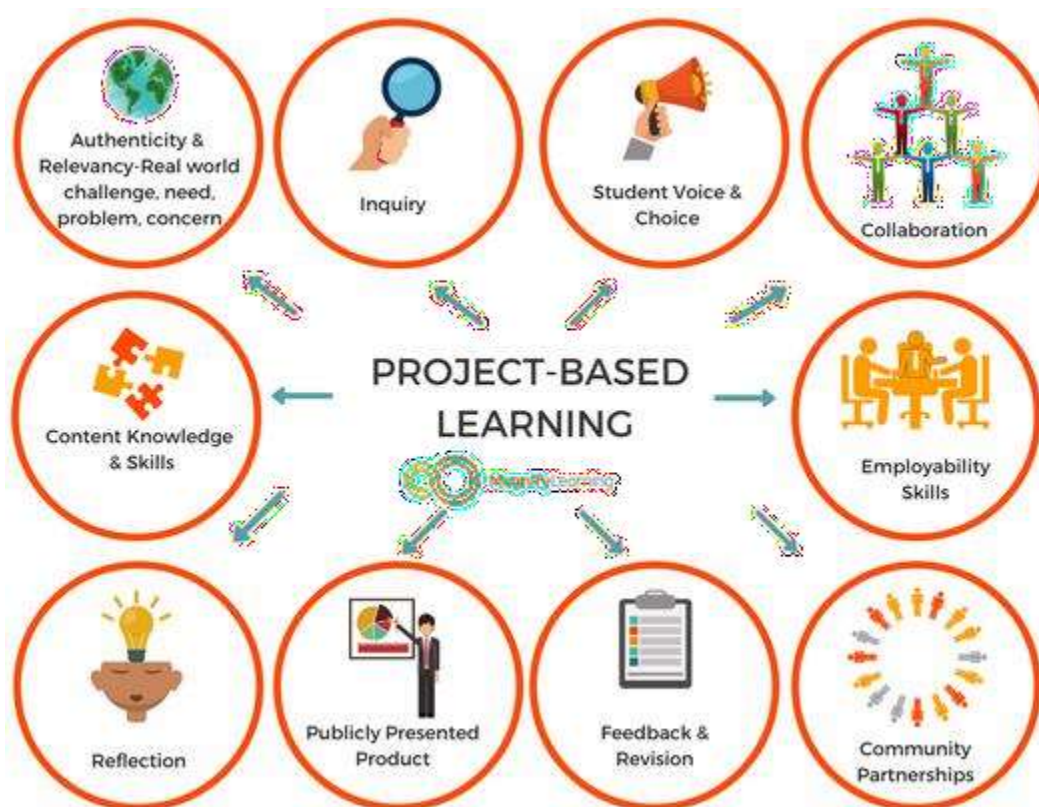 Authenticity &
Relevancy-Real world
challenge, need,
problem, concern
Inquiry
Student Voice &
Choice
Collaboration
PROJECT-BASED
LEARNING
Content Knowledge
& Skills
Employability
Skills
Learning
Reflection
Publicly Presented
Product
Feedback &
Revision
Community
Partnerships